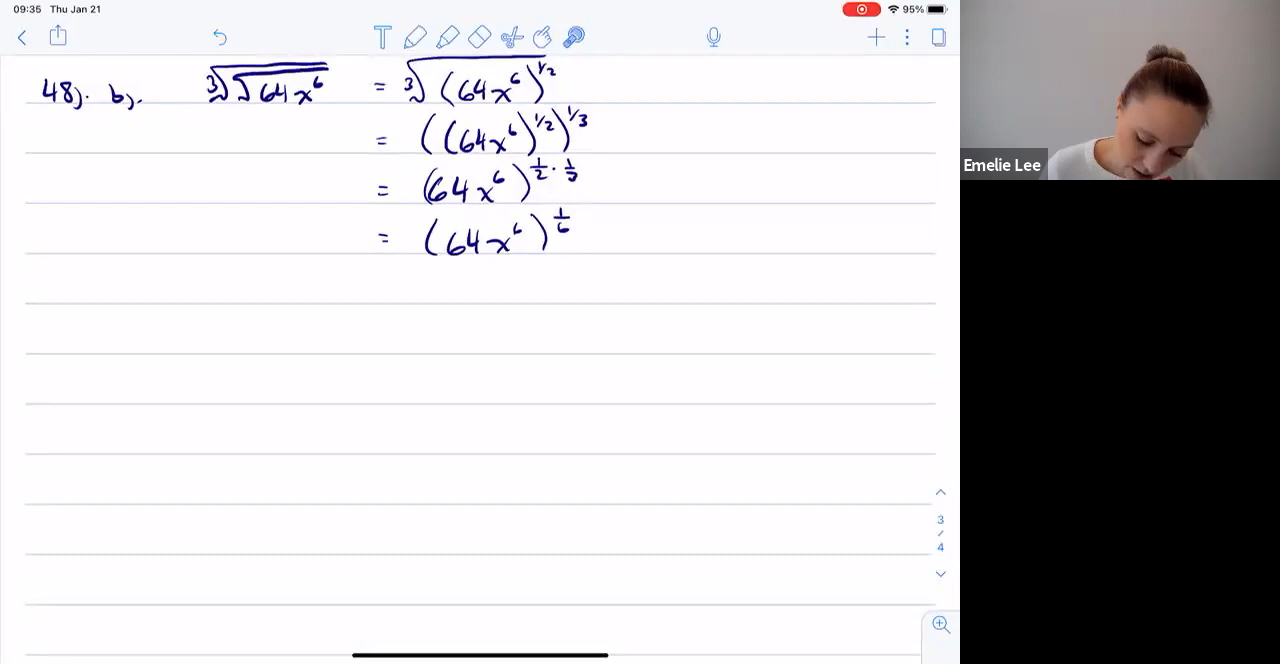 09:35 Thu Jan 21 95%
T
48). b). ∛√64x⁶ = ∛(64x⁶)^1/2
= ((64x⁶)^1/2)^1/3
= (64x⁶)^1/2 · 1/3
= (64x⁶)^1/6
Emelie Lee
3
/
4